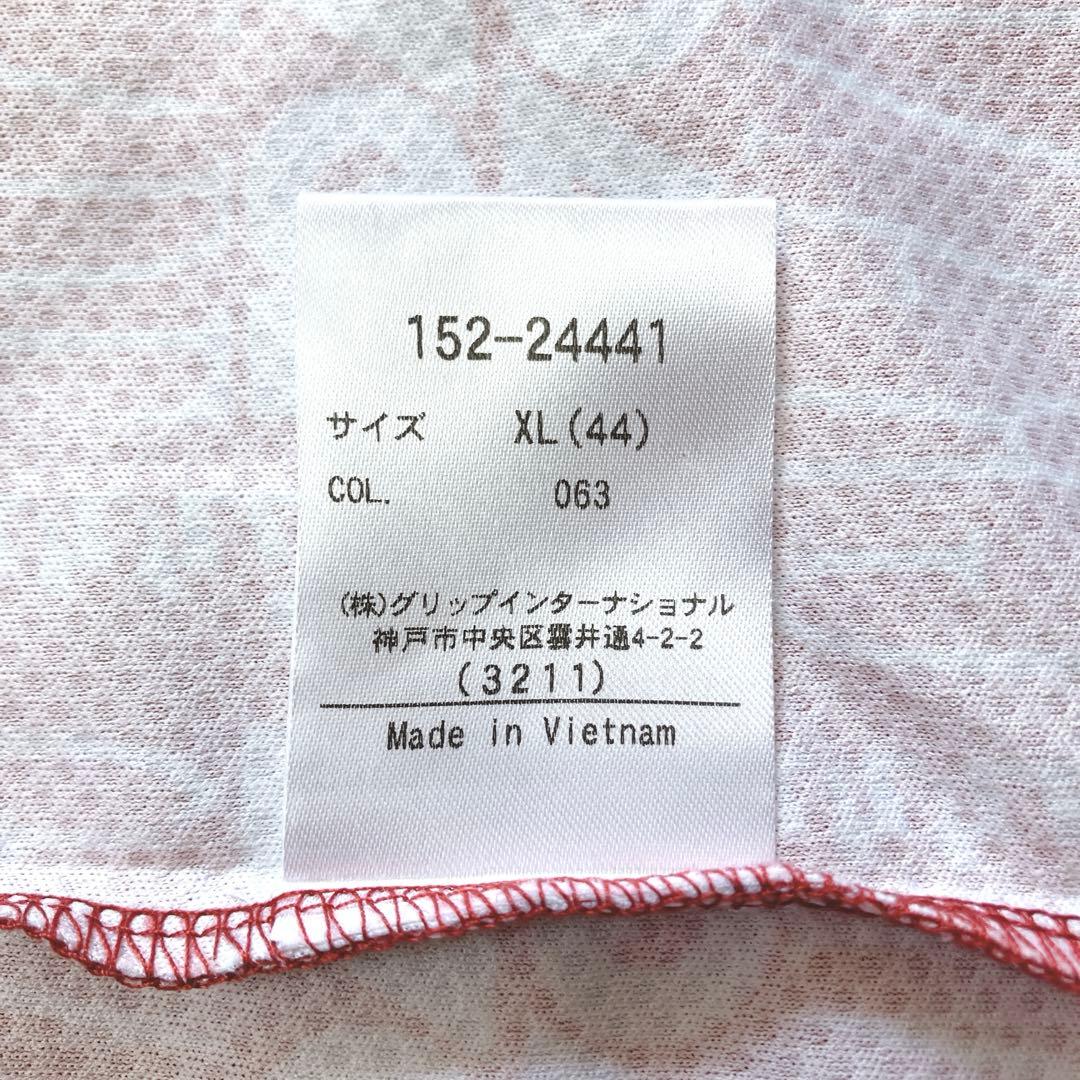 152-24441
サイズ XL(44)
COL. 063
(株)グリップインターナショナル
神戸市中央区雲井通4-2-2
(3211)
Made in Vietnam